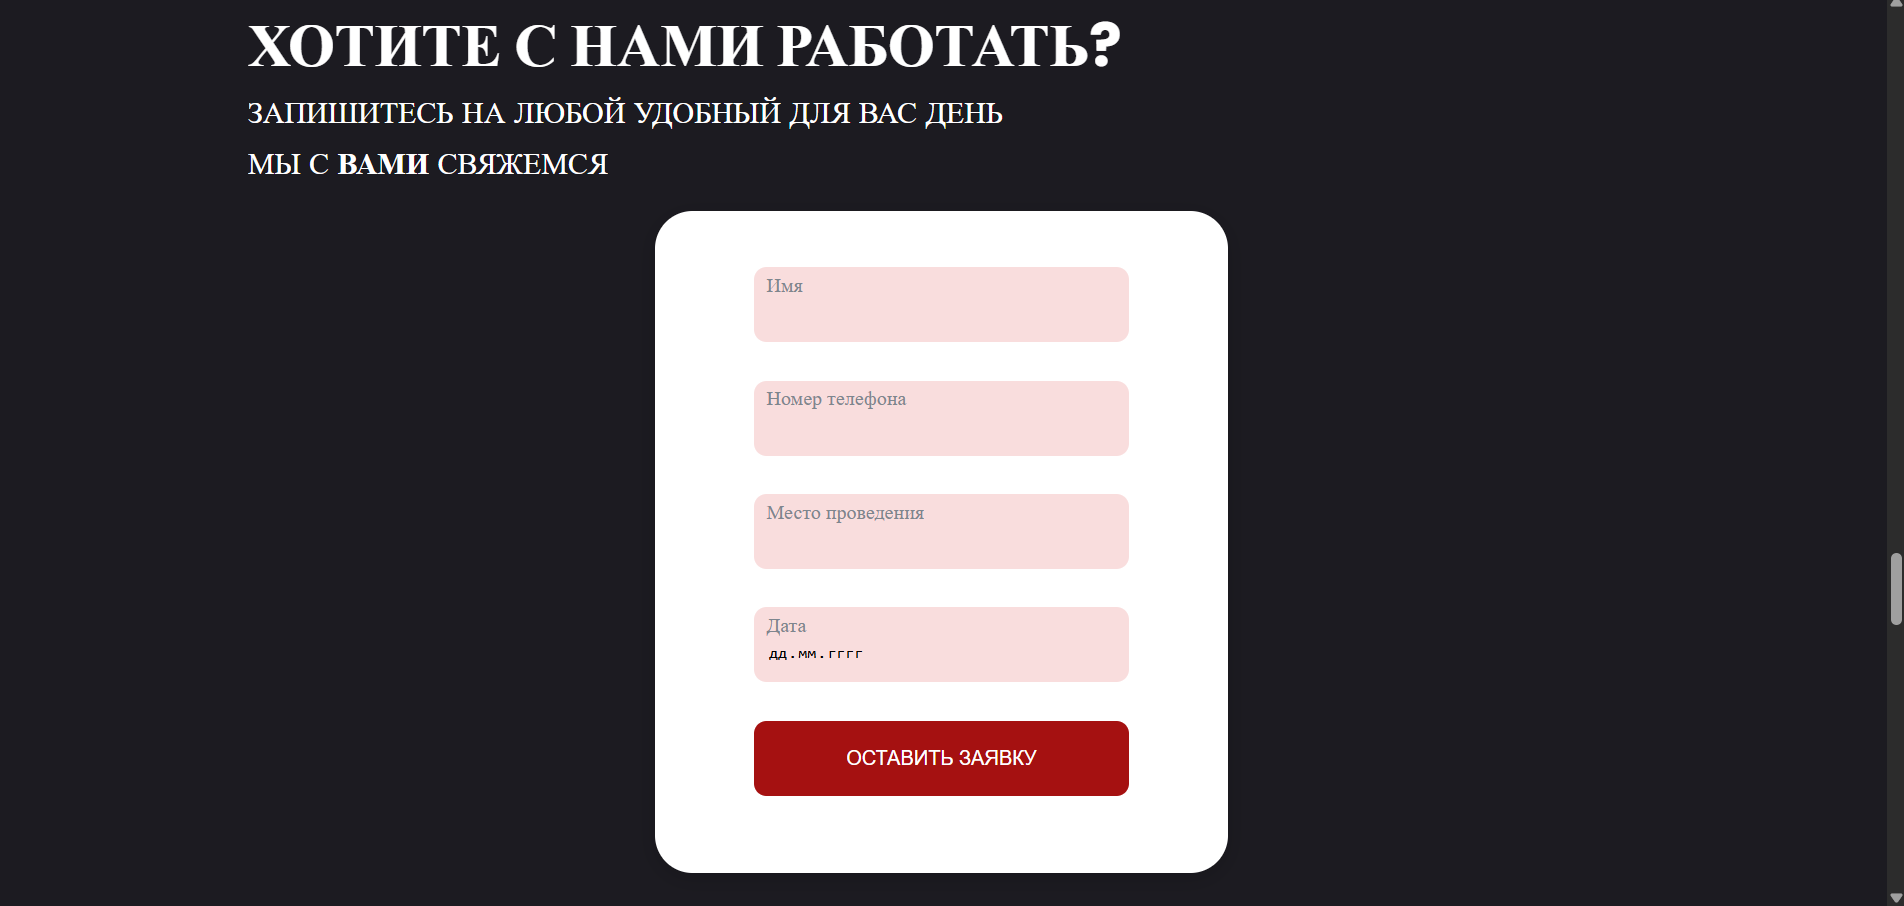 ХОТИТЕ С НАМИ РАБОТАТЬ?
ЗАПИШИТЕСЬ НА ЛЮБОЙ УДОБНЫЙ ДЛЯ ВАС ДЕНЬ
МЫ С ВАМИ СВЯЖЕМСЯ
Имя
Номер телефона
Место проведения
Дата
дд.мм.гггг
ОСТАВИТЬ ЗАЯВКУ